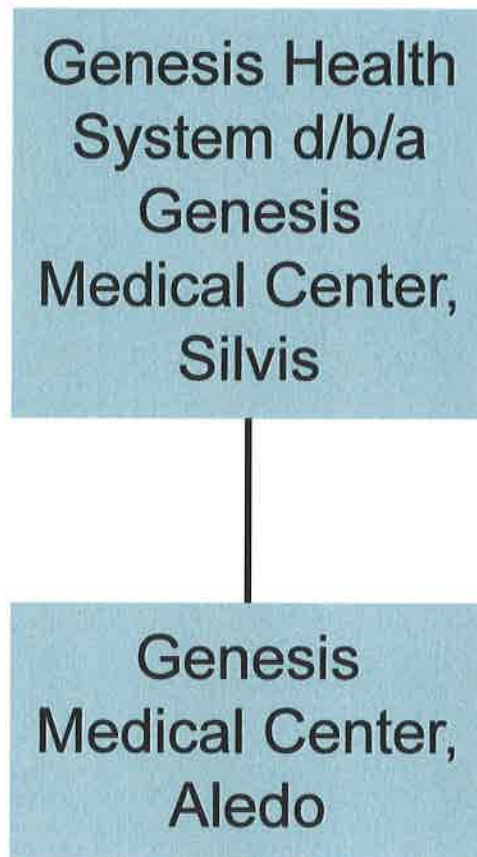 Genesis Health
System d/b/a
Genesis
Medical Center,
Silvis
Genesis
Medical Center,
Aledo